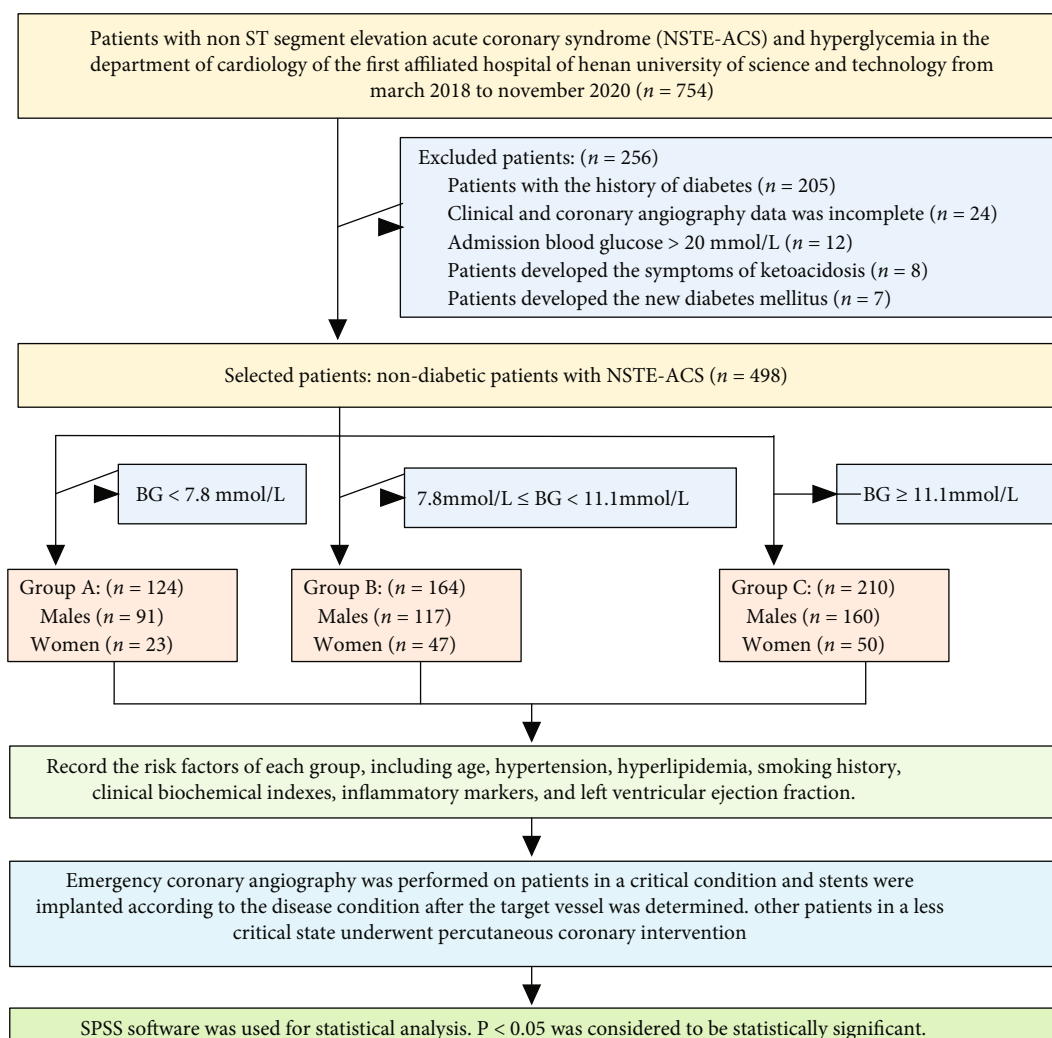 Patients with non ST segment elevation acute coronary syndrome (NSTE-ACS) and hyperglycemia in the
department of cardiology of the first affiliated hospital of henan university of science and technology from
march 2018 to november 2020 (n = 754)
Excluded patients: (n = 256)
Patients with the history of diabetes (n = 205)
Clinical and coronary angiography data was incomplete (n = 24)
Admission blood glucose > 20 mmol/L (n = 12)
Patients developed the symptoms of ketoacidosis (n = 8)
Patients developed the new diabetes mellitus (n = 7)
Selected patients: non-diabetic patients with NSTE-ACS (n = 498)
BG < 7.8 mmol/L
7.8mmol/L ≤ BG < 11.1mmol/L
BG ≥ 11.1mmol/L
Group A: (n = 124)
Males (n = 91)
Women (n = 23)
Group B: (n = 164)
Males (n = 117)
Women (n = 47)
Group C: (n = 210)
Males (n = 160)
Women (n = 50)
Record the risk factors of each group, including age, hypertension, hyperlipidemia, smoking history,
clinical biochemical indexes, inflammatory markers, and left ventricular ejection fraction.
Emergency coronary angiography was performed on patients in a critical condition and stents were
implanted according to the disease condition after the target vessel was determined. other patients in a less
critical state underwent percutaneous coronary intervention
SPSS software was used for statistical analysis. P < 0.05 was considered to be statistically significant.